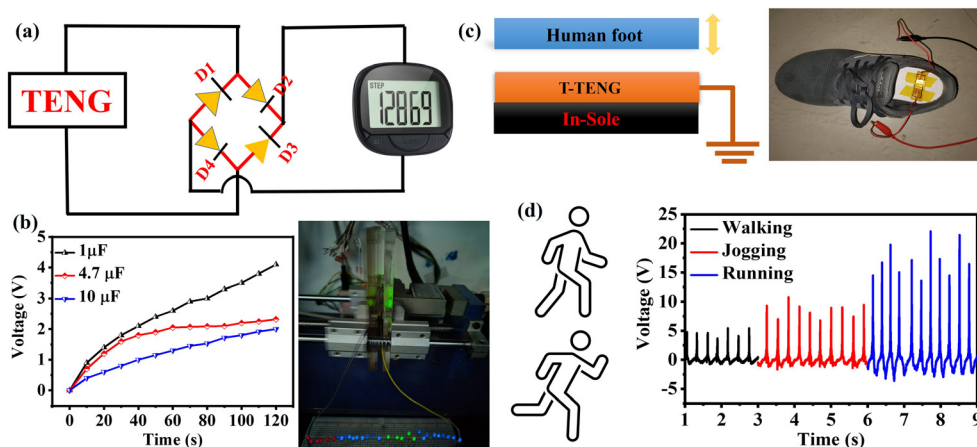 (a)
TENG
D1
D2
D3
D4
STEP
12869
(c)
Human foot
T-TENG
In-Sole
(b)
Voltage (V)
5
4
3
2
1
0
1μF
4.7 μF
10 μF
0 20 40 60 80 100 120
Time (s)
(d)
Voltage (V)
25
20
15
10
5
0
-5
Walking
Jogging
Running
1 2 3 4 5 6 7 8 9
Time (s)